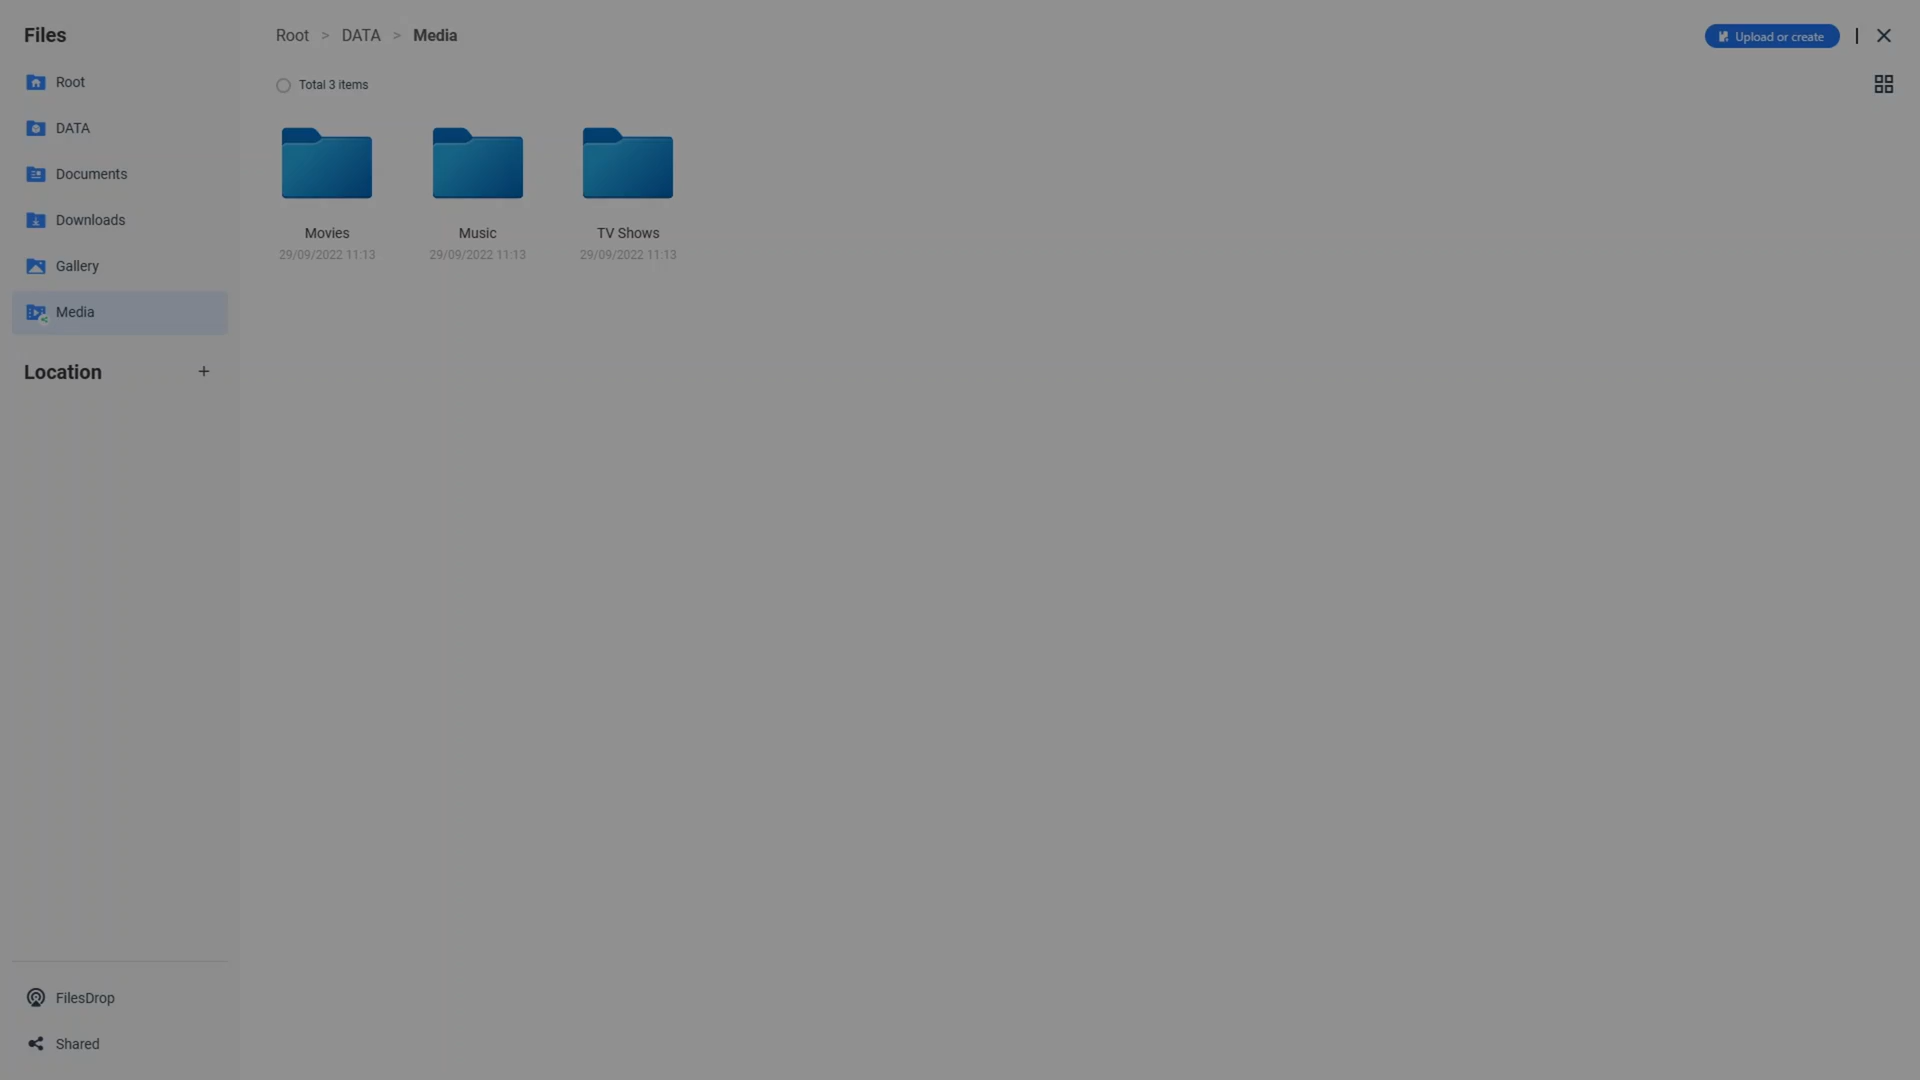 Files
Root
DATA
Documents
Downloads
Gallery
Media
Location +
FilesDrop
Shared
Root > DATA > Media
Upload or create
Total 3 items
Movies
29/09/2022 11:13
Music
29/09/2022 11:13
TV Shows
29/09/2022 11:13